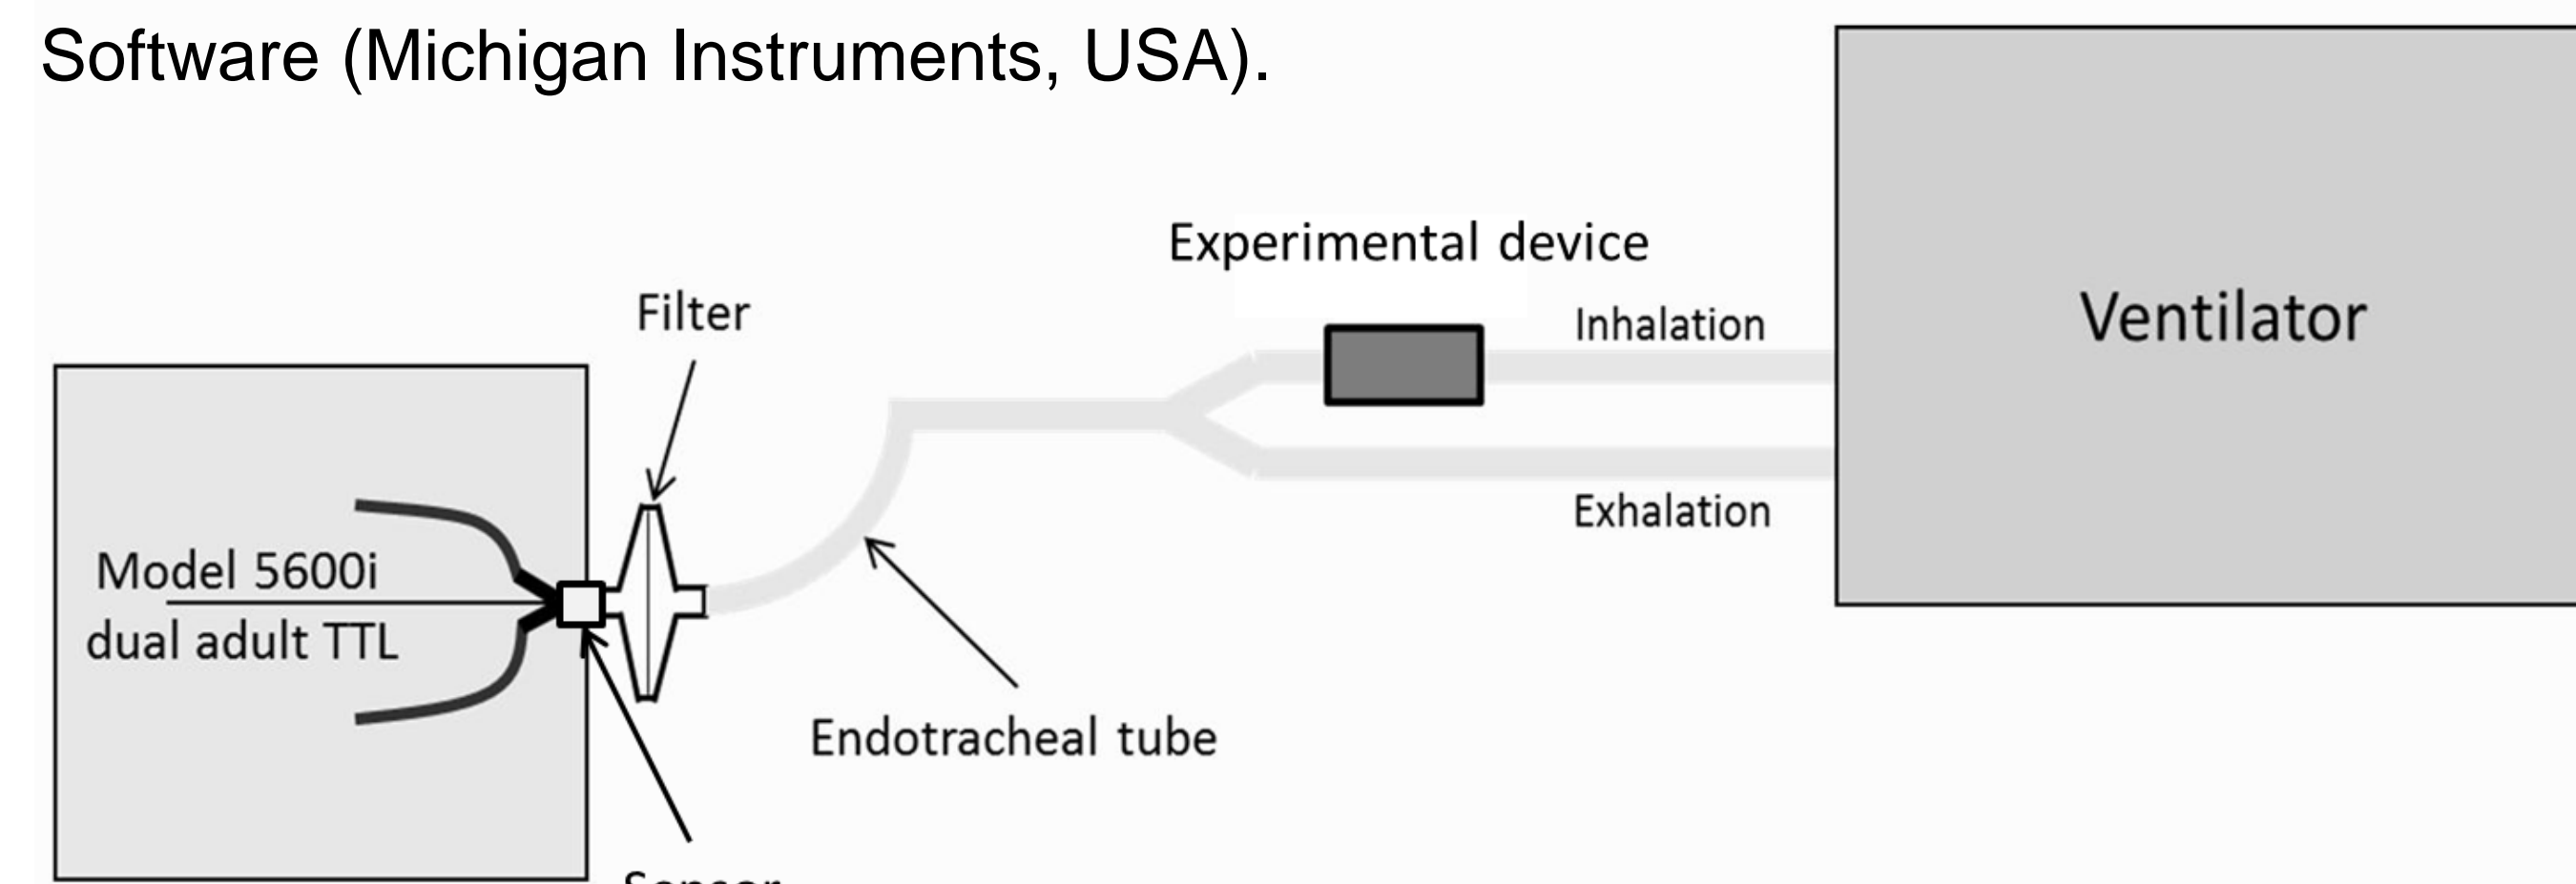 Software (Michigan Instruments, USA).
Experimental device
Filter
Inhalation
Ventilator
Exhalation
Model 5600i
dual adult TTL
Endotracheal tube